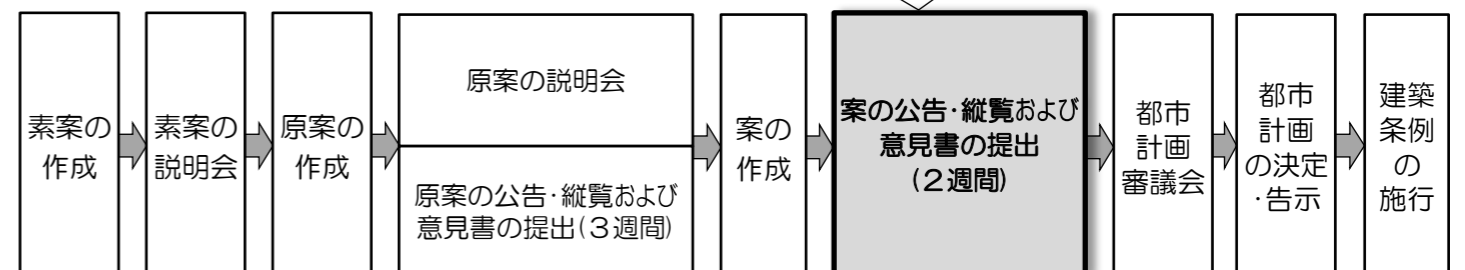 素案の
作成
素案の
説明会
原案の
作成
原案の説明会
原案の公告・縦覧および
意見書の提出(3週間)
案の
作成
案の公告・縦覧および
意見書の提出
(2週間)
都市
計画
審議会
都市
計画
の決定
・告示
建築
条例
の
施行